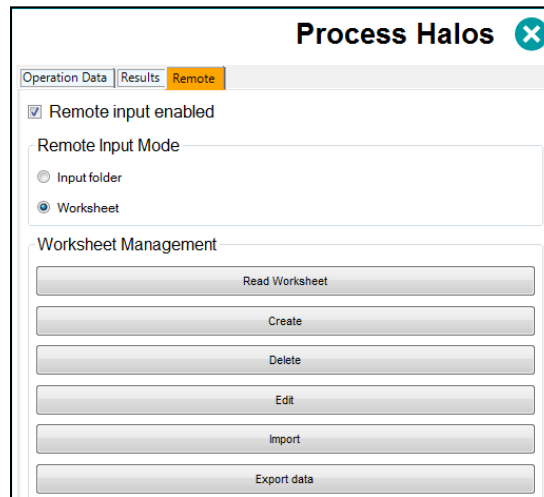 Process Halos
Operation Data Results Remote
Remote input enabled
Remote Input Mode
Input folder
Worksheet
Worksheet Management
Read Worksheet
Create
Delete
Edit
Import
Export data